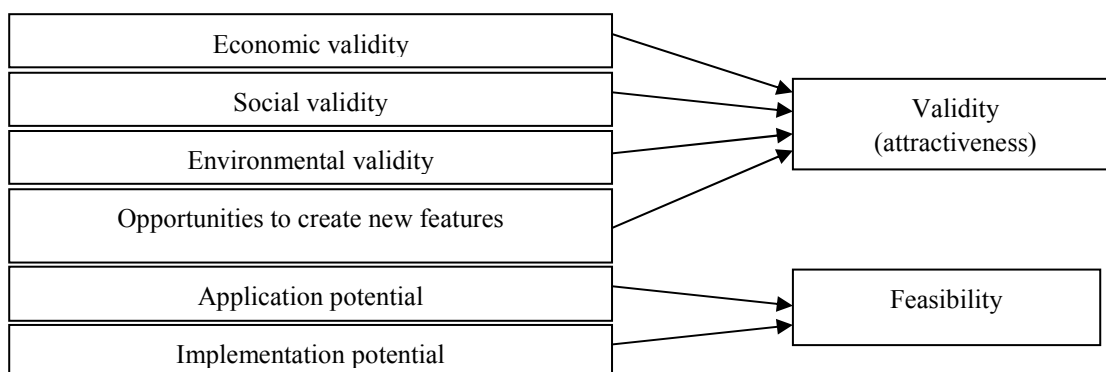 Economic validity
Social validity
Environmental validity
Opportunities to create new features
Application potential
Implementation potential
Validity
(attractiveness)
Feasibility